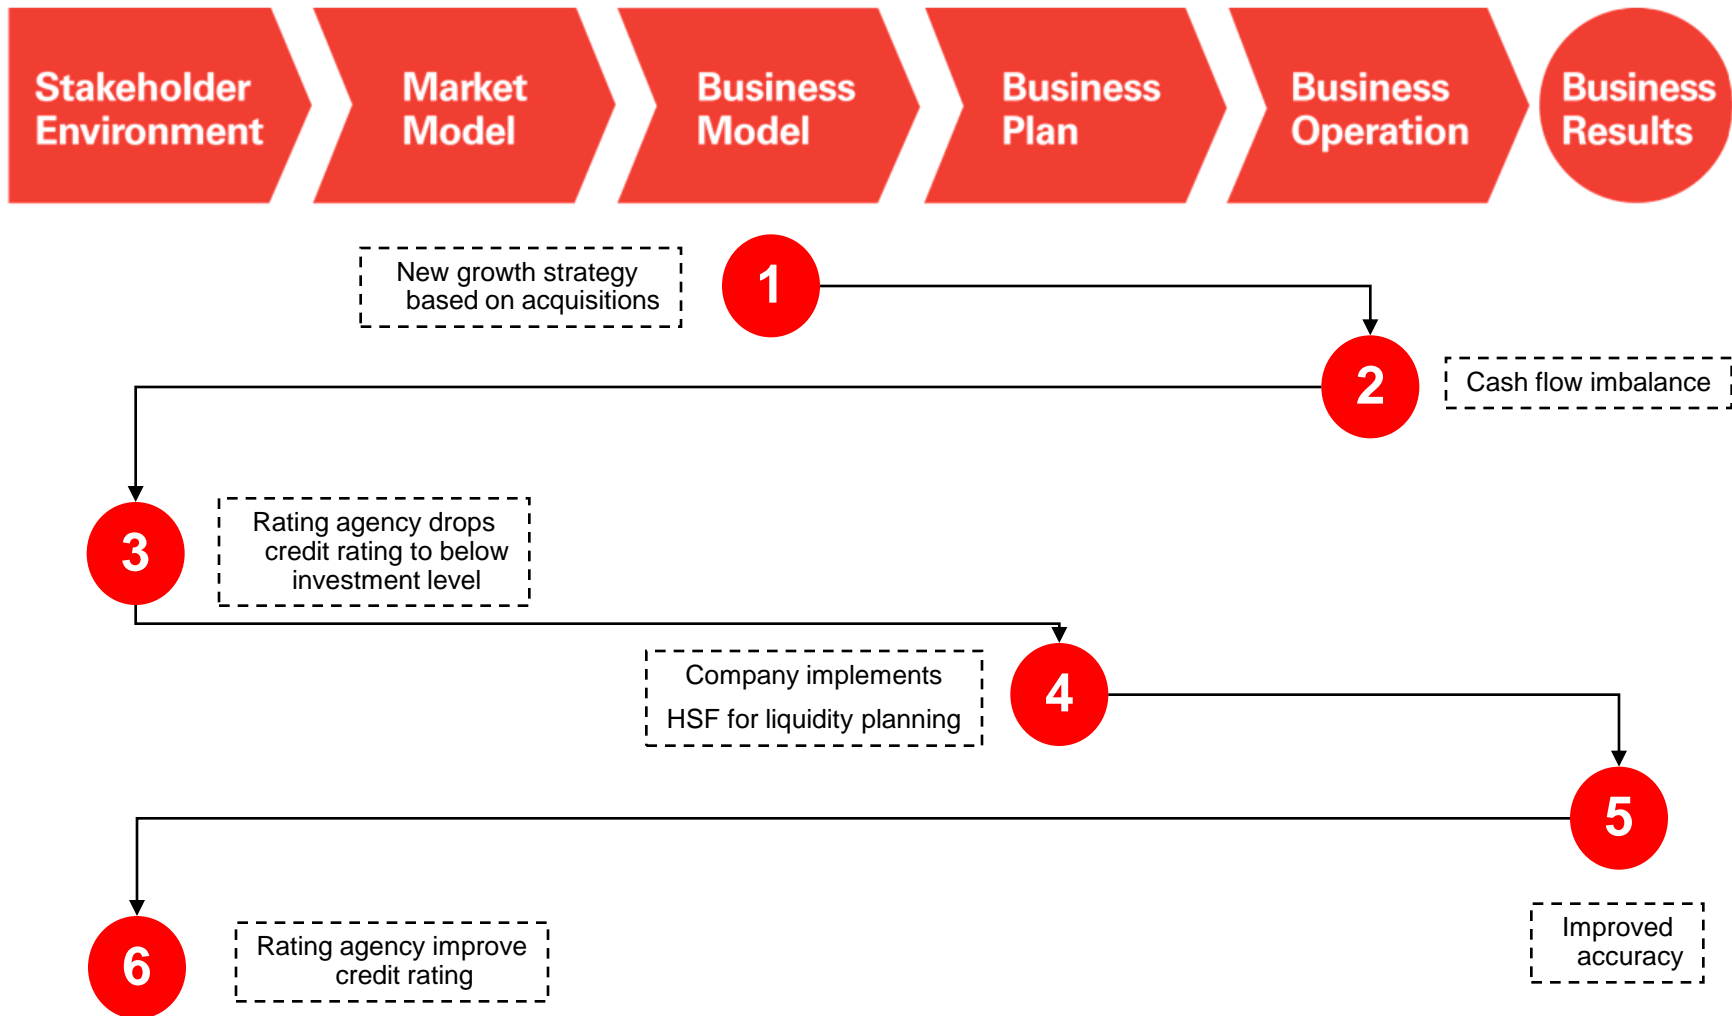 Stakeholder
Environment
Market
Model
Business
Model
Business
Plan
Business
Operation
Business
Results
New growth strategy
based on acquisitions
1
2
Cash flow imbalance
3
Rating agency drops
credit rating to below
investment level
Company implements
HSF for liquidity planning
4
5
Improved
accuracy
6
Rating agency improve
credit rating